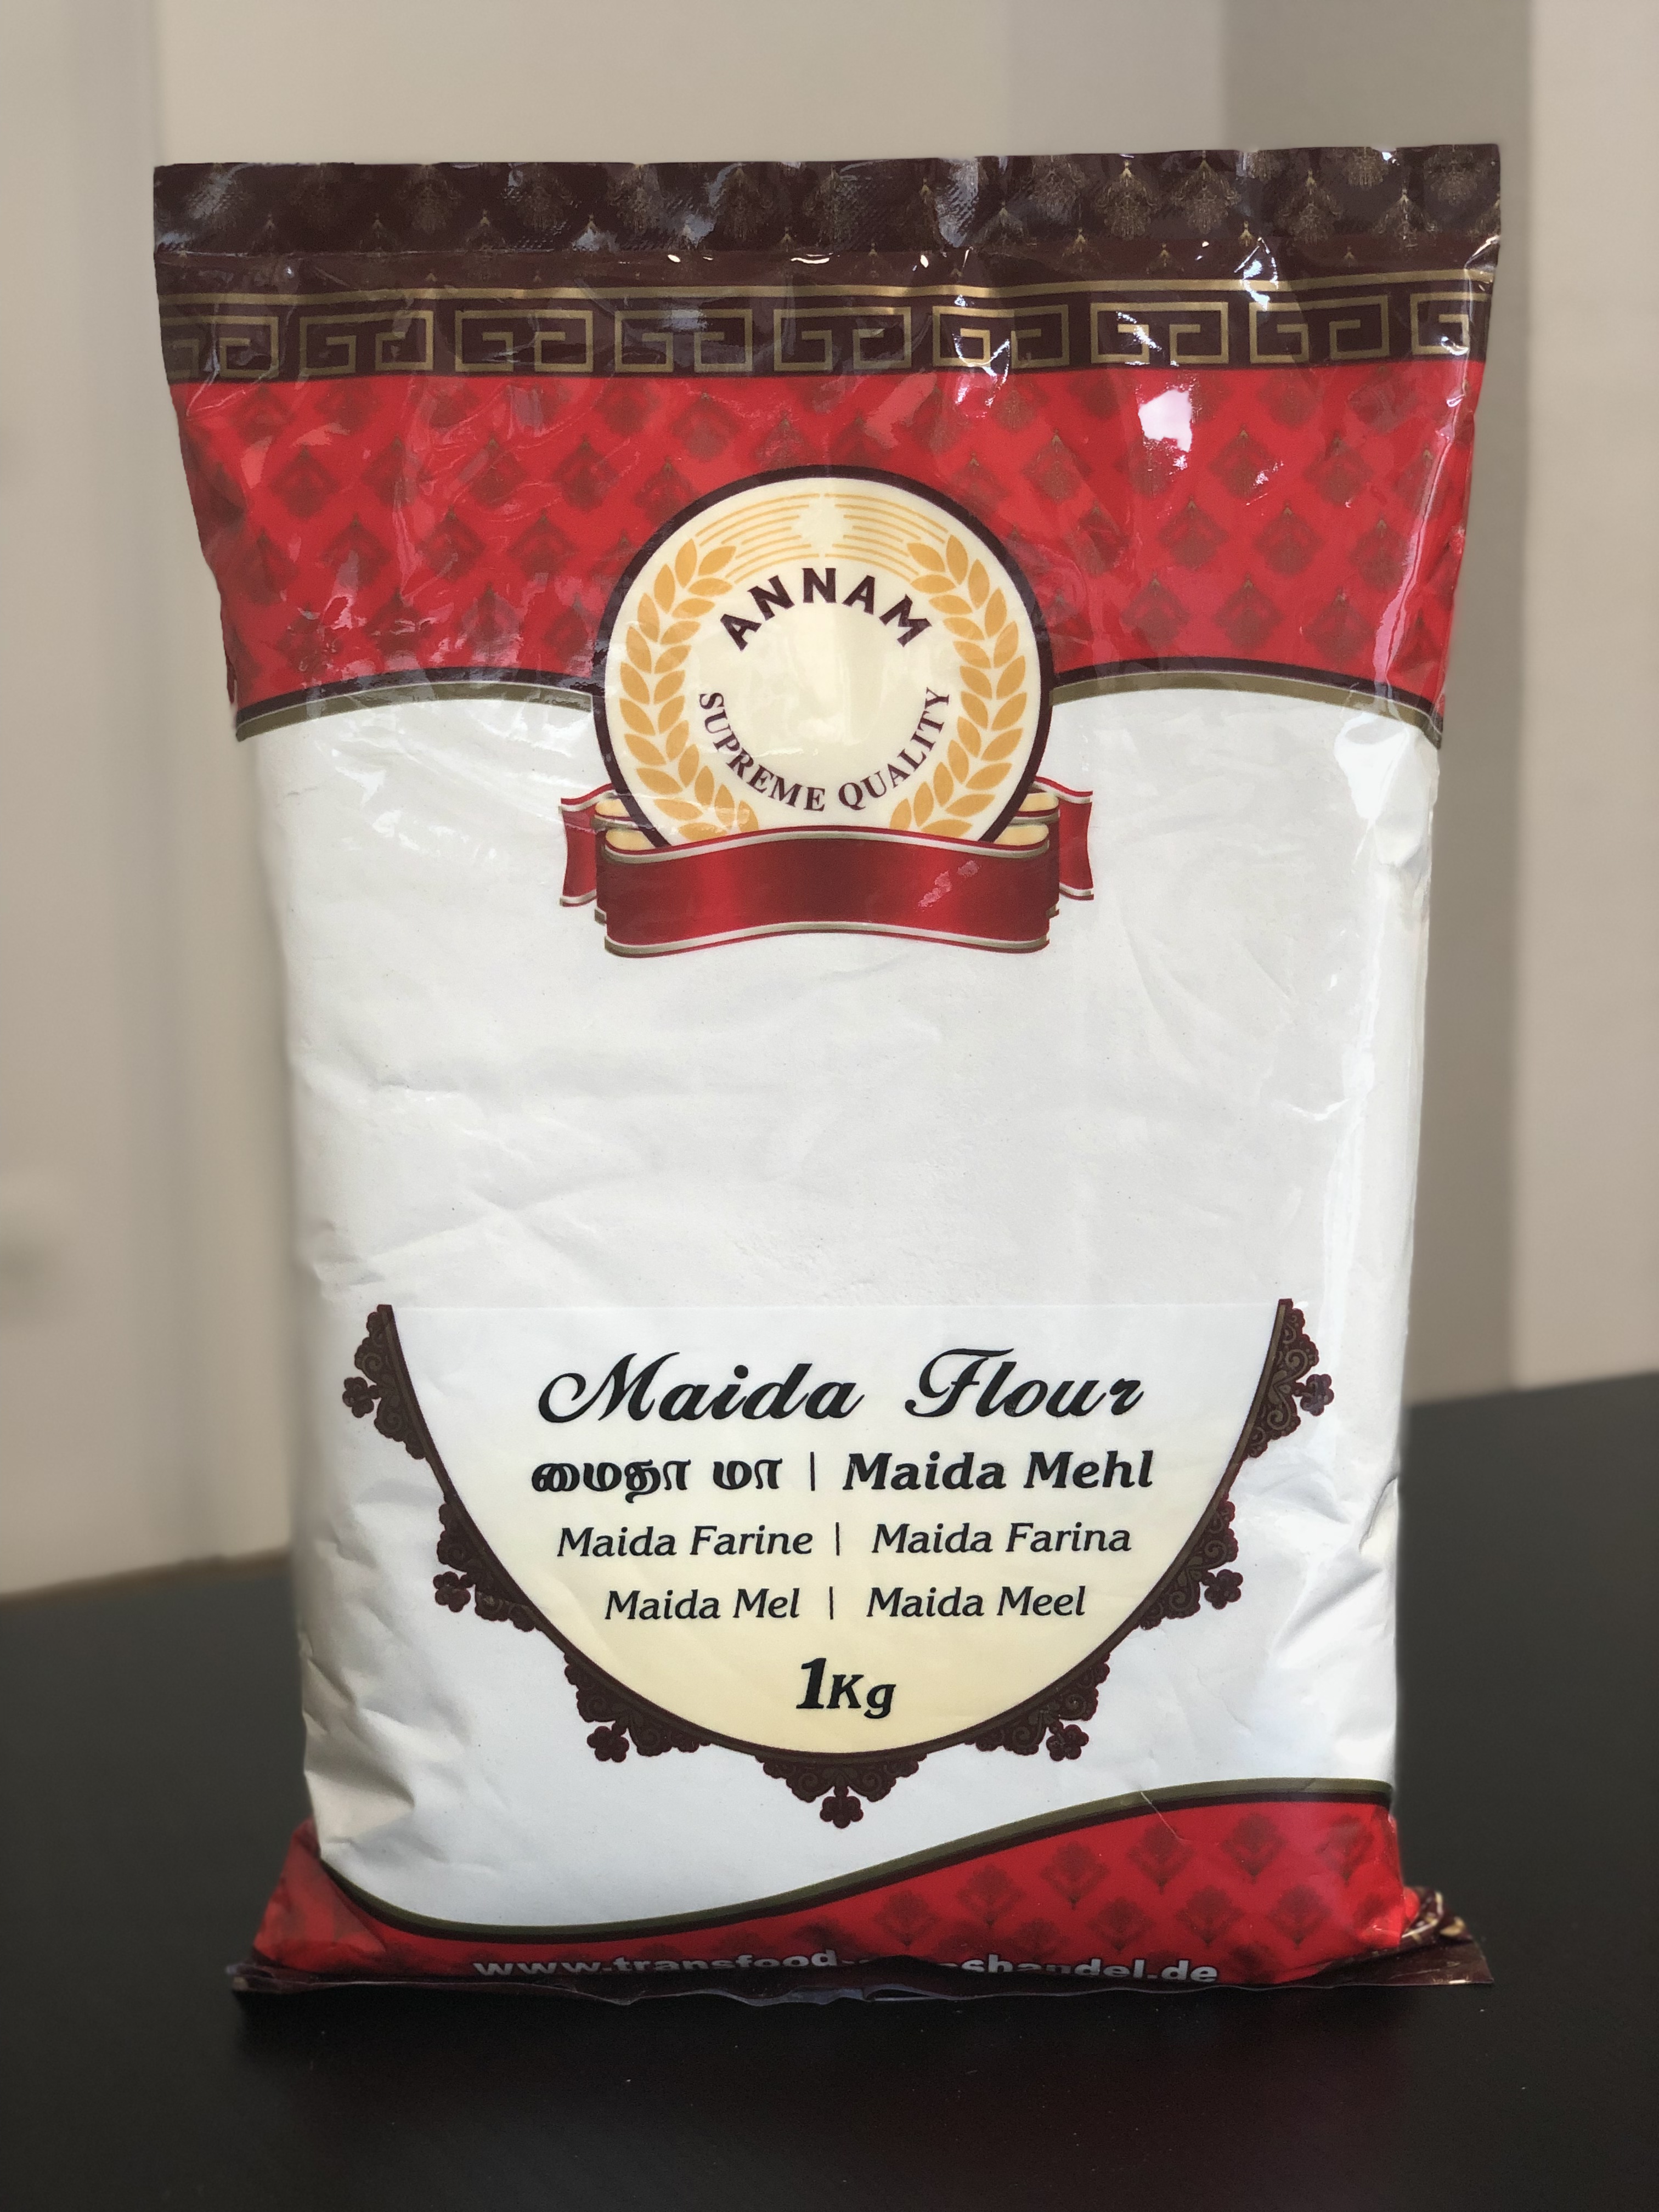 ANNAM
SUPREME QUALITY
Maida Flour
மைதா மா | Maida Mehl
Maida Farine | Maida Farina
Maida Mel | Maida Meel
1Kg